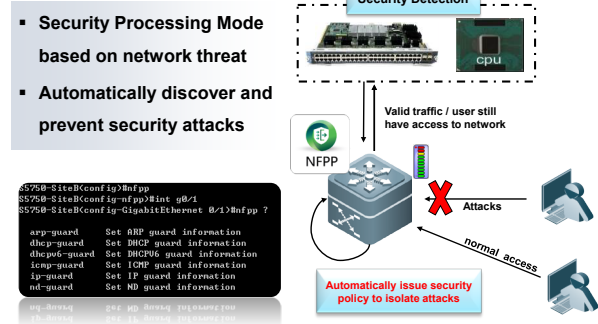 Security Detection
▪ Security Processing Mode
based on network threat
▪ Automatically discover and
prevent security attacks
cpu
Valid traffic / user still
have access to network
NFPP
Attacks
normal access
Automatically issue security
policy to isolate attacks
S5750-SiteB(config)#nfpp
S5750-SiteB(config-nfpp)#int g0/1
S5750-SiteB(config-GigabitEthernet 0/1)#nfpp ?
arp-guard Set ARP guard information
dhcp-guard Set DHCP guard information
dhcpv6-guard Set DHCPV6 guard information
icmp-guard Set ICMP guard information
ip-guard Set IP guard information
nd-guard Set ND guard information